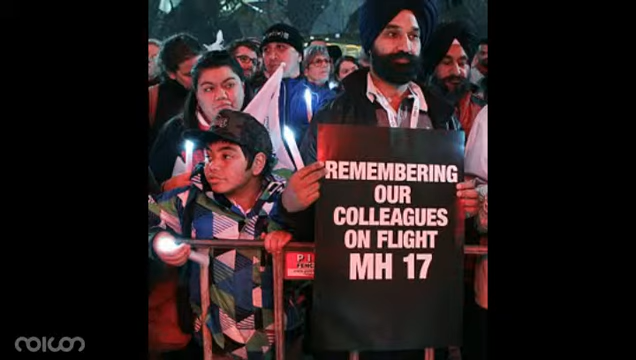 REMEMBERING
OUR
COLLEAGUES
ON FLIGHT
MH 17